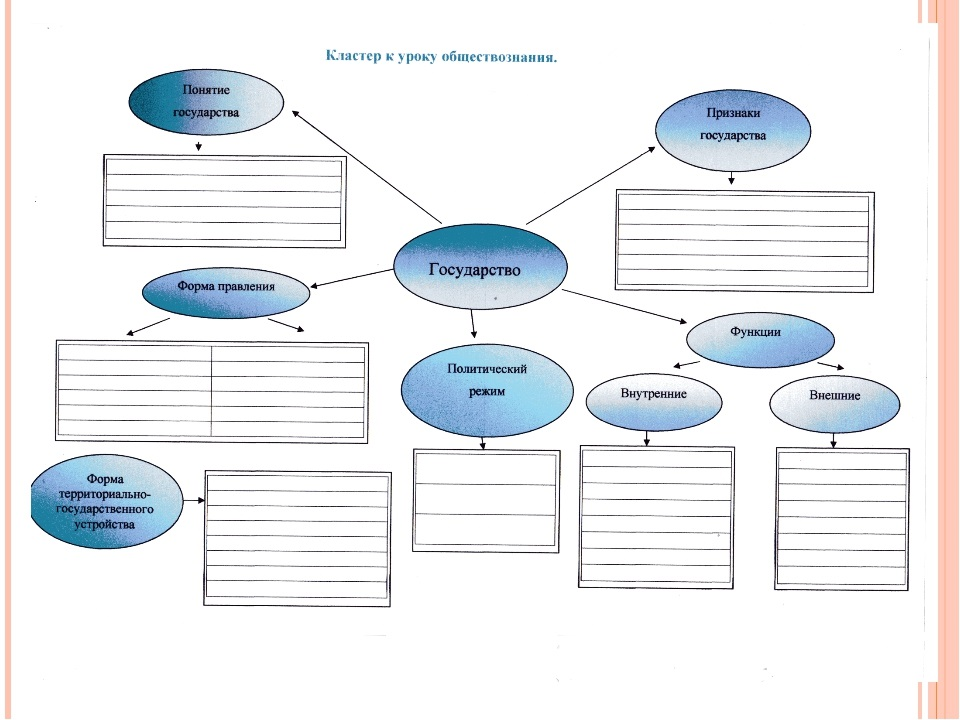 Кластер к уроку обществознания.
Понятие
государства
Признаки
государства
Государство
Форма правления
Функции
Политический
режим
Внутренние
Внешние
Форма
территориально-
государственного
устройства